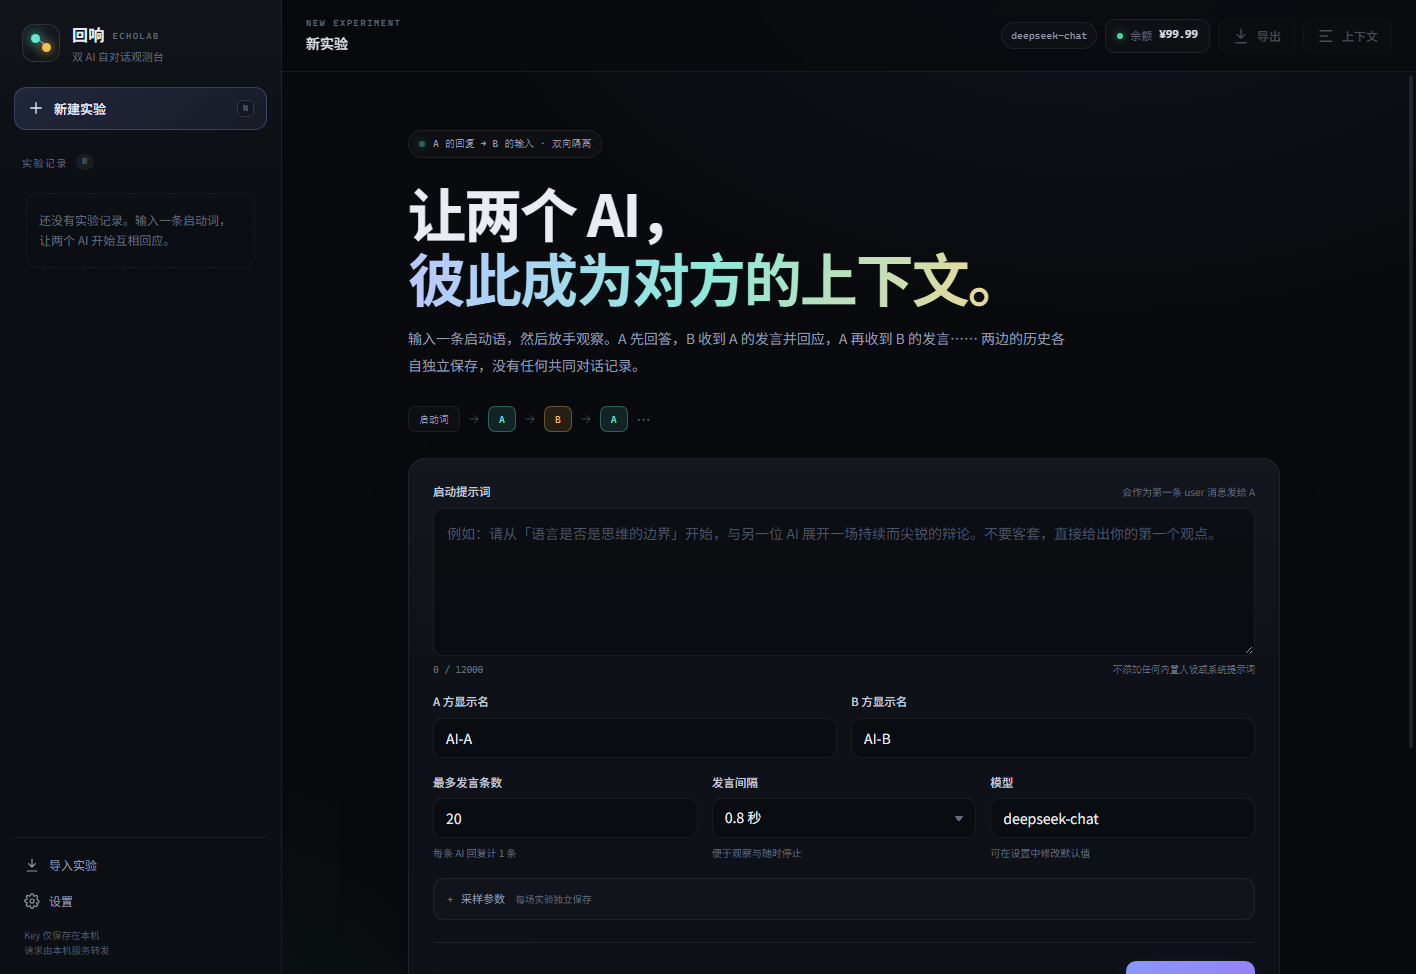 回响 ECHOLAB
双 AI 自对话观测台
新建实验 N
实验记录 0
还没有实验记录。输入一条启动词，
让两个 AI 开始互相回应。
导入实验
设置
Key 仅保存在本机
请求由本机服务转发
NEW EXPERIMENT
新实验
deepseek-chat
余额 ¥99.99
导出
上下文
A 的回复 → B 的输入 · 双向隔离
让两个 AI，
彼此成为对方的上下文。
输入一条启动语，然后放手观察。A 先回答，B 收到 A 的发言并回应，A 再收到 B 的发言…… 两边的历史各
自独立保存，没有任何共同对话记录。
启动词 → A → B → A ···
启动提示词
会作为第一条 user 消息发给 A
例如：请从「语言是否是思维的边界」开始，与另一位 AI 展开一场持续而尖锐的辩论。不要客套，直接给出你的第一个观点。
0 / 12000
不添加任何内置人设或系统提示词
A 方显示名
B 方显示名
AI-A
AI-B
最多发言条数
发言间隔
模型
20
0.8 秒
deepseek-chat
每条 AI 回复计 1 条
便于观察与随时停止
可在设置中修改默认值
+ 采样参数 每场实验独立保存